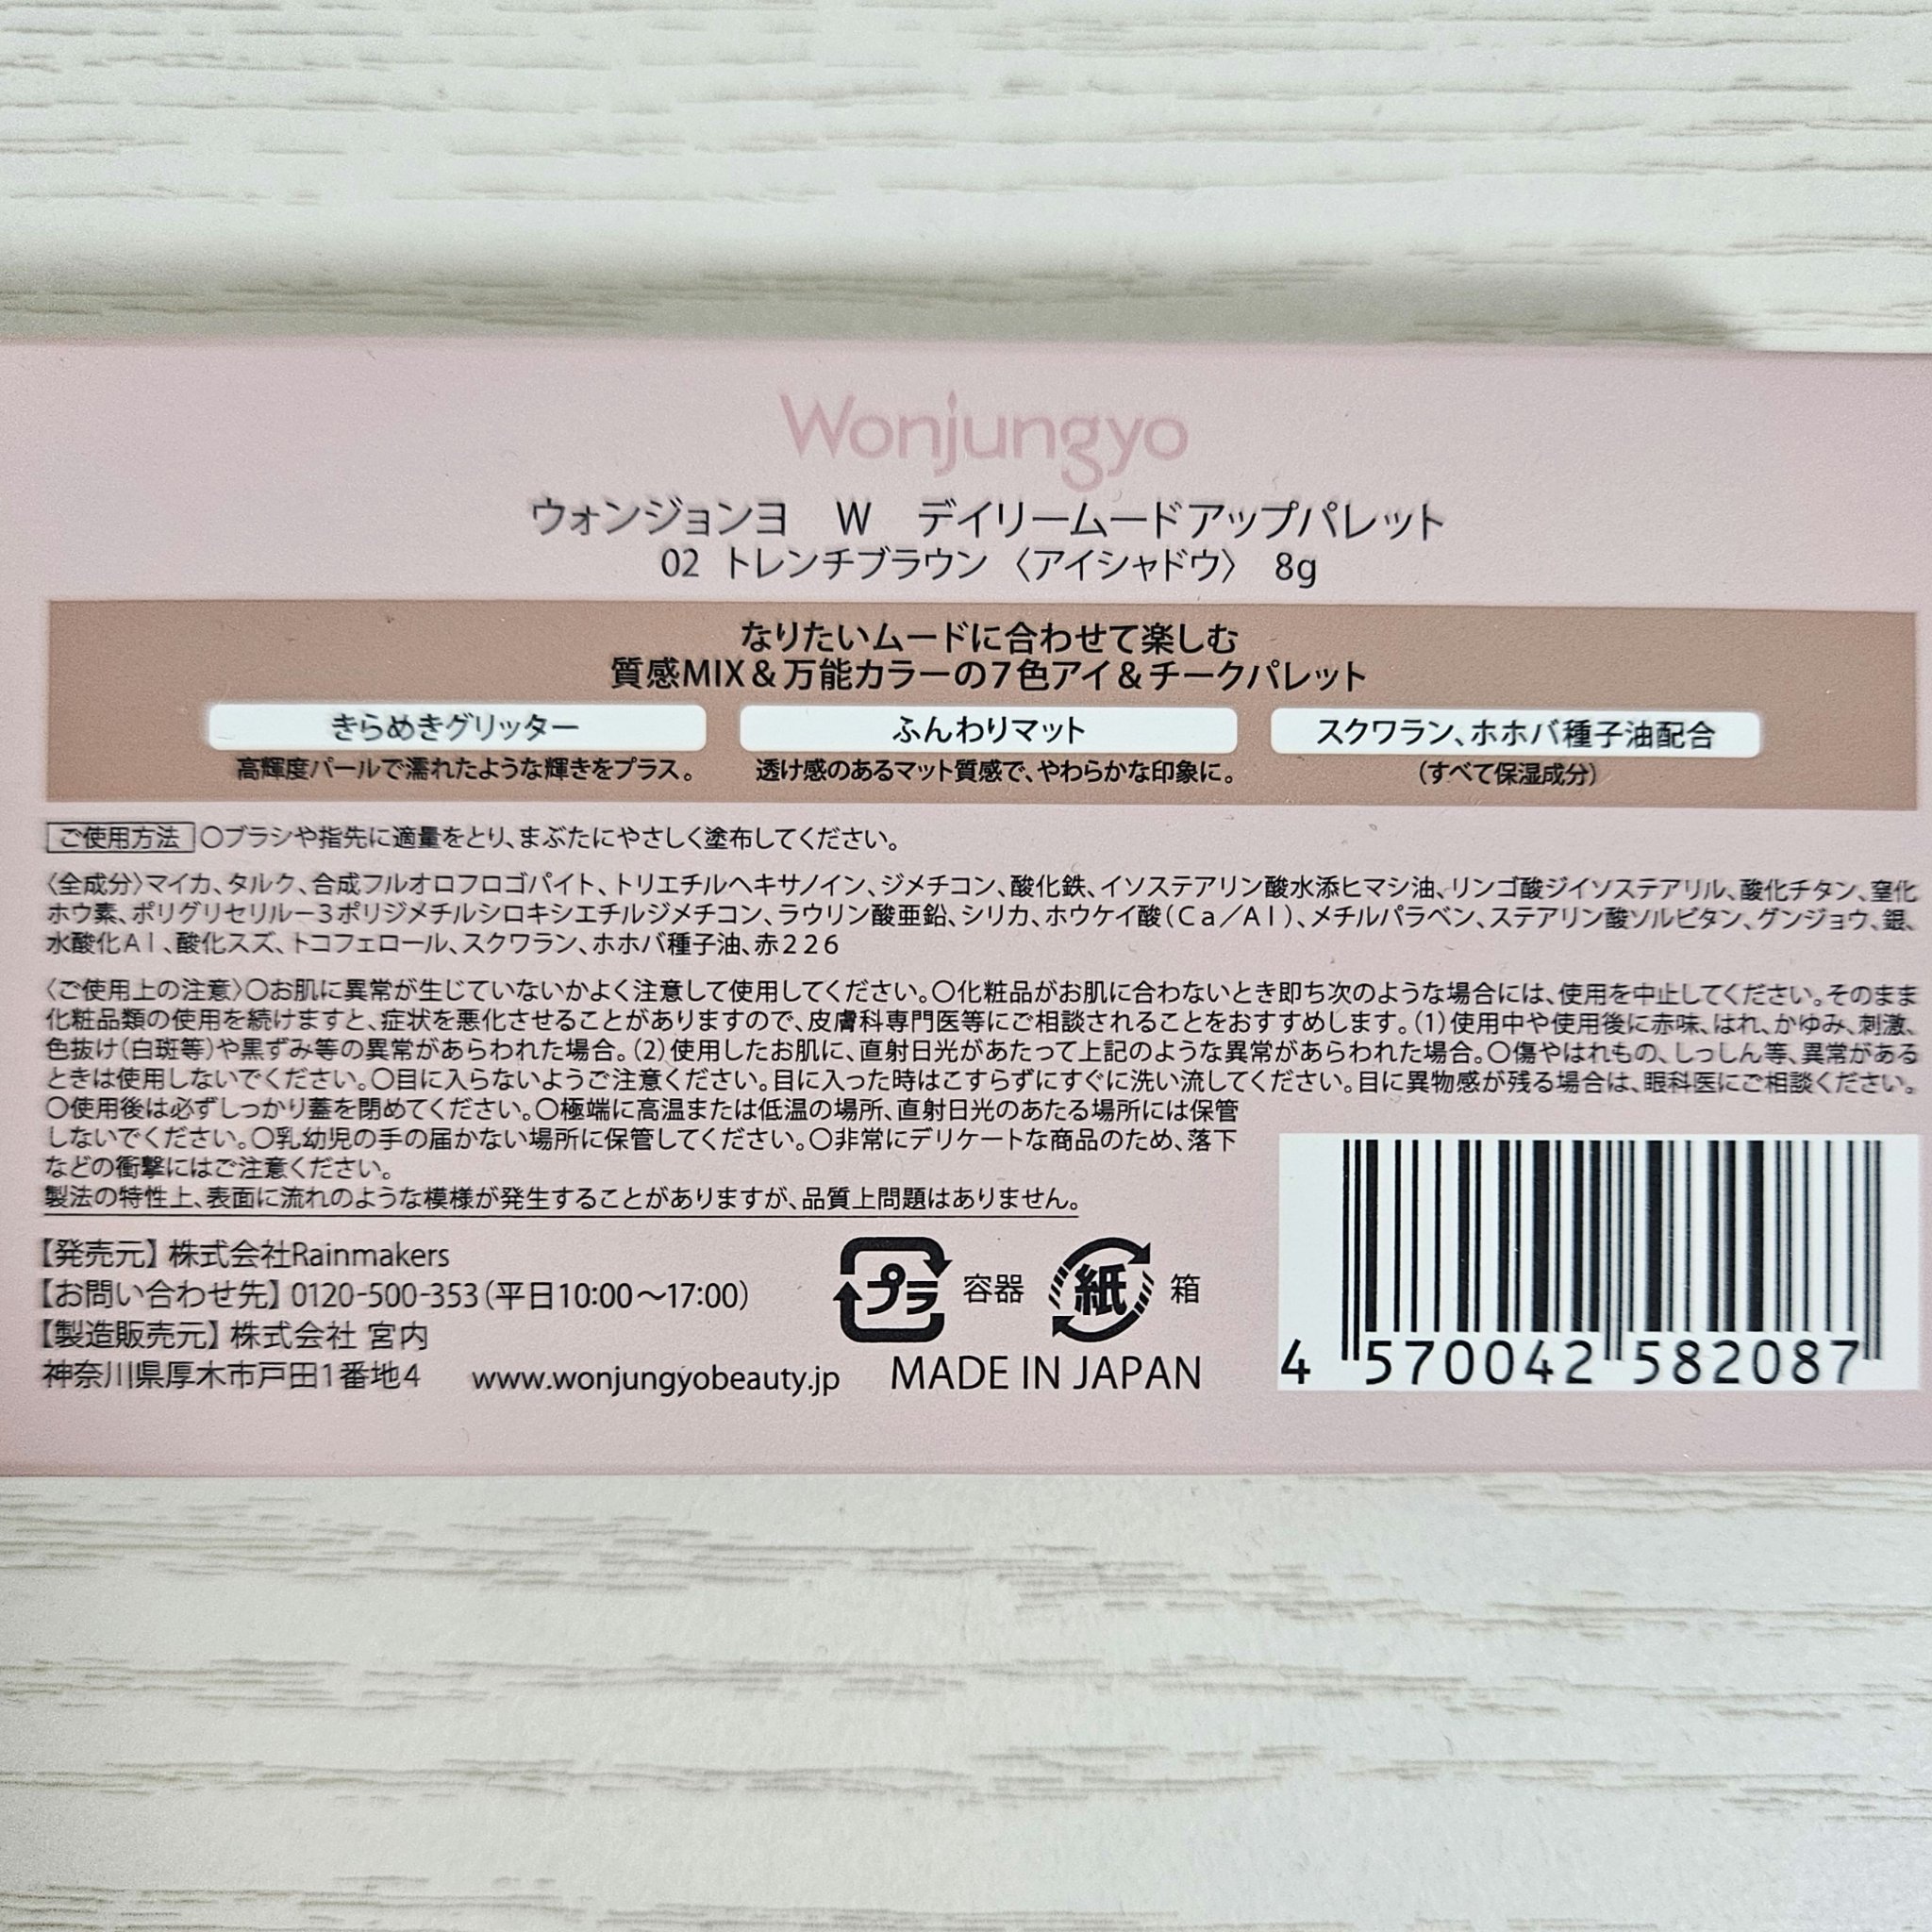 Wonjungyo
ウォンジョンヨ　W　デイリームードアップパレット
02 トレンチブラウン〈アイシャドウ〉 8g
なりたいムードに合わせて楽しむ
質感MIX＆万能カラーの7色アイ＆チークパレット
きらめきグリッター
高輝度パールで濡れたような輝きをプラス。
ふんわりマット
透け感のあるマット質感で、やわらかな印象に。
スクワラン、ホホバ種子油配合
(すべて保湿成分)
ご使用方法 〇ブラシや指先に適量をとり、まぶたにやさしく塗布してください。
〈全成分〉マイカ、タルク、合成フルオロフロゴパイト、トリエチルヘキサノイン、ジメチコン、酸化鉄、イソステアリン酸水添ヒマシ油、リンゴ酸ジイソステアリル、酸化チタン、窒化
ホウ素、ポリグリセリル－３ポリジメチルシロキシエチルジメチコン、ラウリン酸亜鉛、シリカ、ホウケイ酸（Ｃａ／Ａｌ）、メチルパラベン、ステアリン酸ソルビタン、グンジョウ、銀、
水酸化Ａｌ、酸化スズ、トコフェロール、スクワラン、ホホバ種子油、赤２２６
〈ご使用上の注意〉〇お肌に異常が生じていないかよく注意して使用してください。〇化粧品がお肌に合わないとき即ち次のような場合には、使用を中止してください。そのまま
化粧品類の使用を続けますと、症状を悪化させることがありますので、皮膚科専門医等にご相談されることをおすすめします。(1)使用中や使用後に赤味、はれ、かゆみ、刺激、
色抜け(白斑等)や黒ずみ等の異常があらわれた場合。(2)使用したお肌に、直射日光があたって上記のような異常があらわれた場合。〇傷やはれもの、しっしん等、異常がある
ときは使用しないでください。〇目に入らないようご注意ください。目に入った時はこすらずにすぐに洗い流してください。目に異物感が残る場合は、眼科医にご相談ください。
〇使用後は必ずしっかり蓋を閉めてください。〇極端に高温または低温の場所、直射日光のあたる場所には保管
しないでください。〇乳幼児の手の届かない場所に保管してください。〇非常にデリケートな商品のため、落下
などの衝撃にはご注意ください。
製法の特性上、表面に流れのような模様が発生することがありますが、品質上問題はありません。
【発売元】株式会社Rainmakers
【お問い合わせ先】0120-500-353(平日10:00～17:00)
【製造販売元】株式会社 宮内
神奈川県厚木市戸田1番地4
www.wonjungyobeauty.jp
プラ 容器 紙 箱
MADE IN JAPAN
4 570042 582087